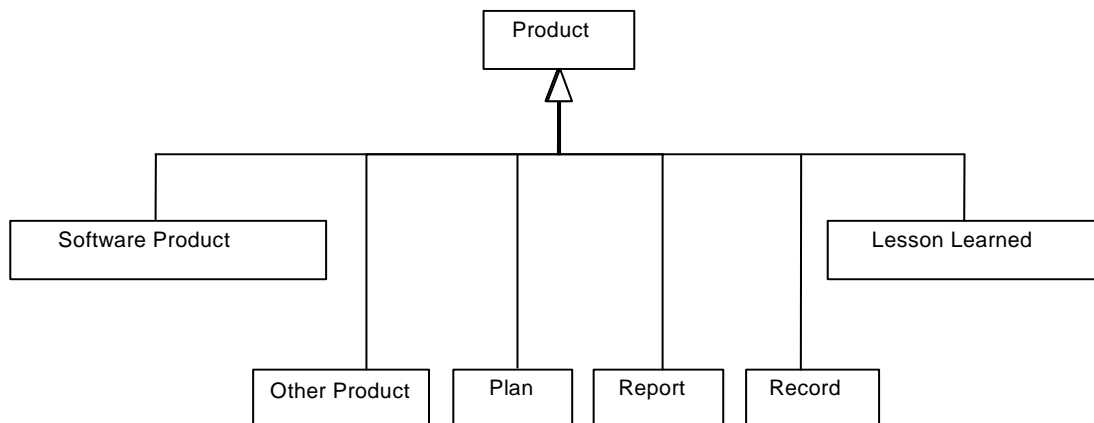 Product
Software Product
Lesson Learned
Other Product
Plan
Report
Record